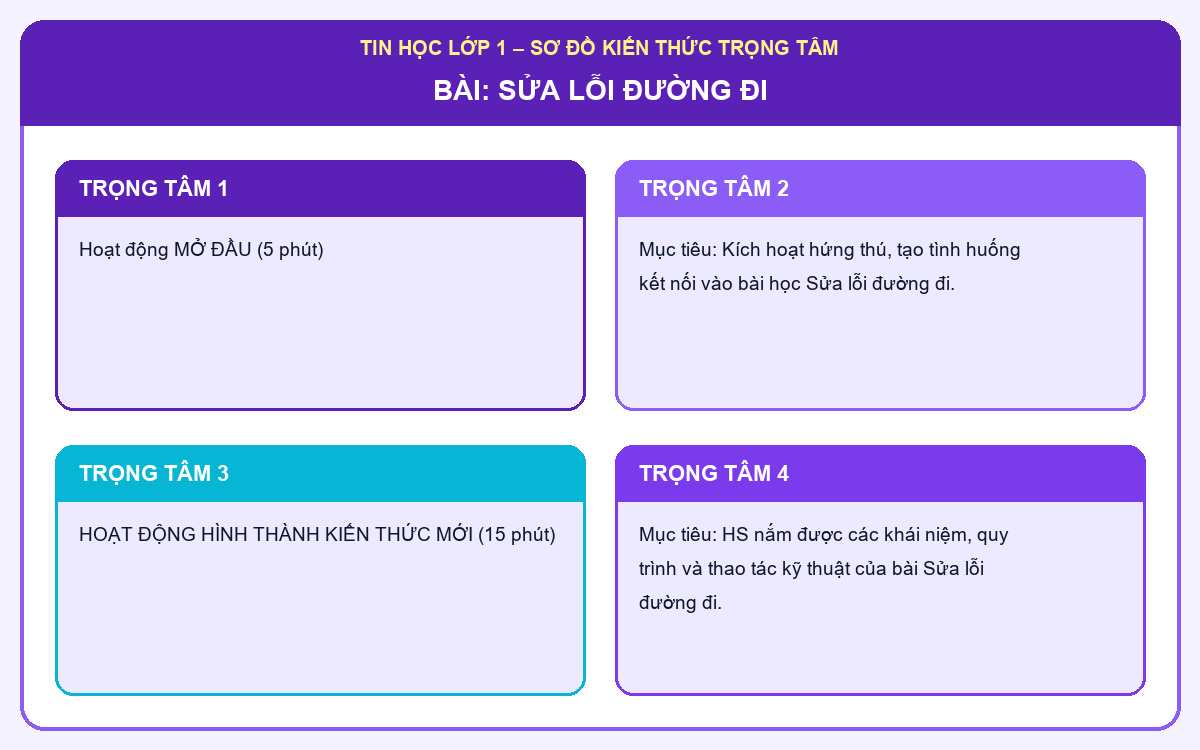 TIN HỌC LỚP 1 – SƠ ĐỒ KIẾN THỨC TRỌNG TÂM
BÀI: SỬA LỖI ĐƯỜNG ĐI
TRỌNG TÂM 1
Hoạt động MỞ ĐẦU (5 phút)
TRỌNG TÂM 2
Mục tiêu: Kích hoạt hứng thú, tạo tình huống
kết nối vào bài học Sửa lỗi đường đi.
TRỌNG TÂM 3
HOẠT ĐỘNG HÌNH THÀNH KIẾN THỨC MỚI (15 phút)
TRỌNG TÂM 4
Mục tiêu: HS nắm được các khái niệm, quy
trình và thao tác kỹ thuật của bài Sửa lỗi
đường đi.